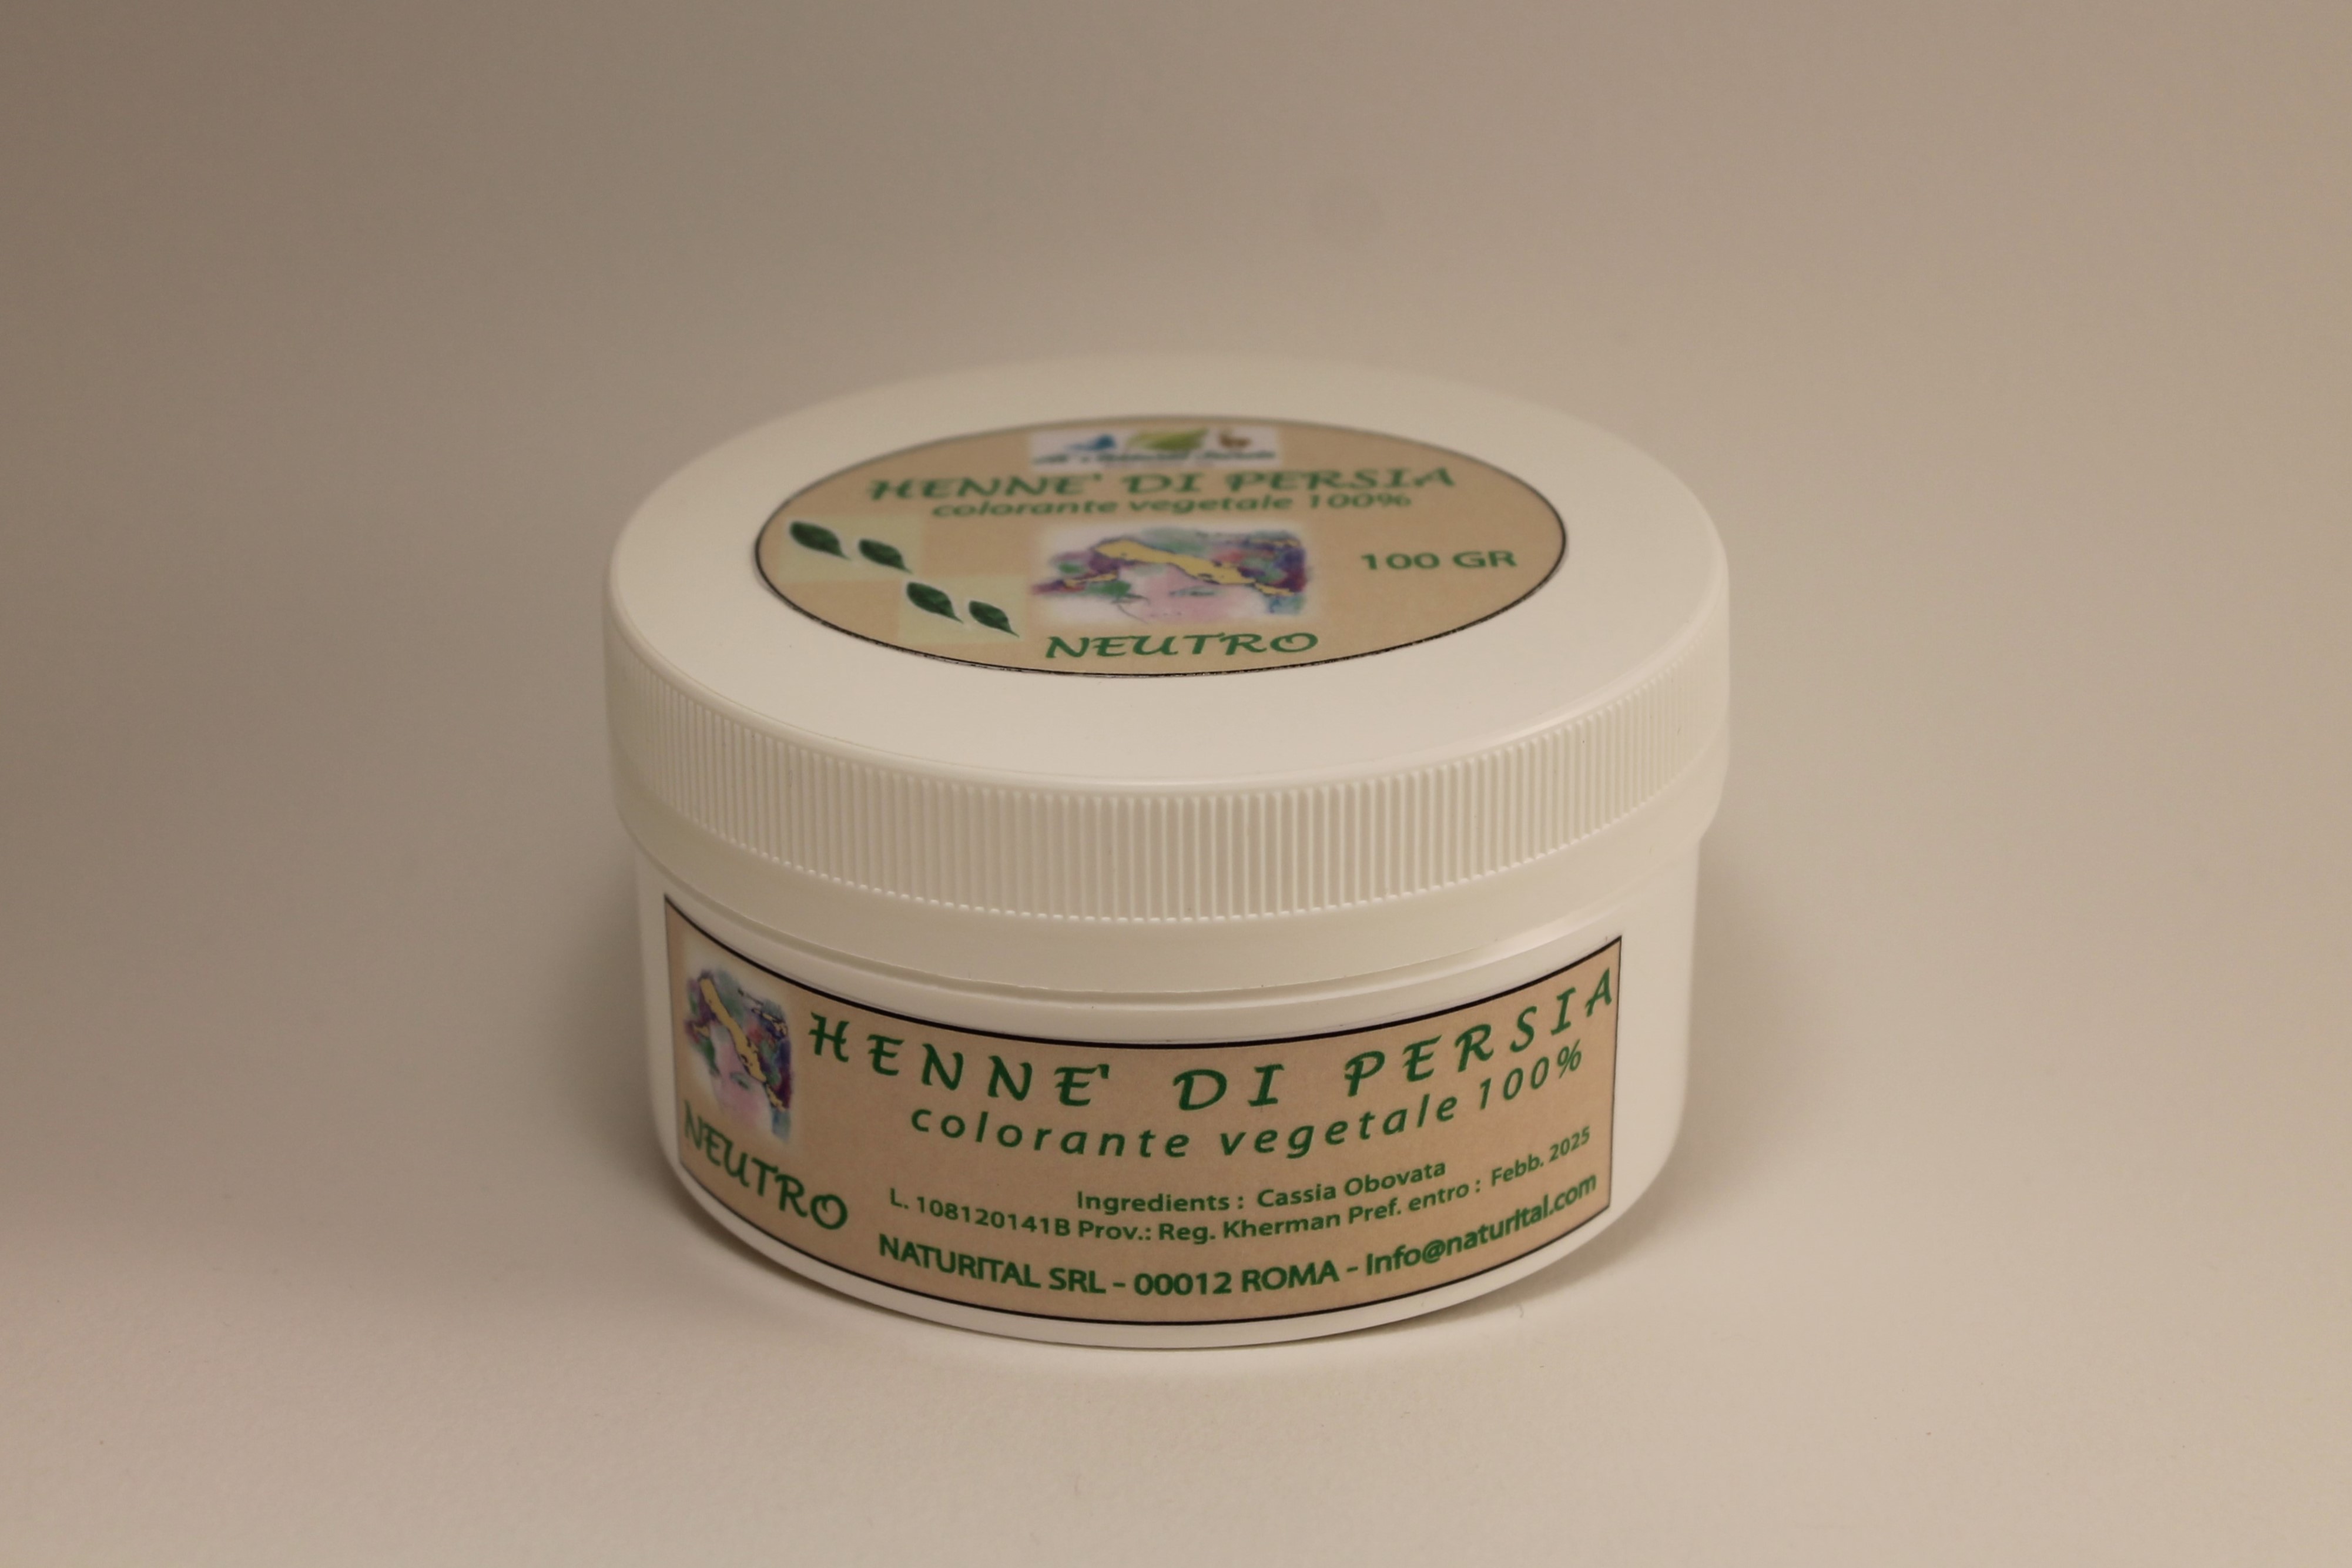 HENNE' DI PERSIA
colorante vegetale 100%
100 GR
NEUTRO
HENNE' DI PERSIA
colorante vegetale 100%
NEUTRO
Ingredients : Cassia Obovata
L. 108120141B Prov.: Reg. Kherman Pref. entro : Febb. 2025
NATURITAL SRL - 00012 ROMA - Info@naturital.com